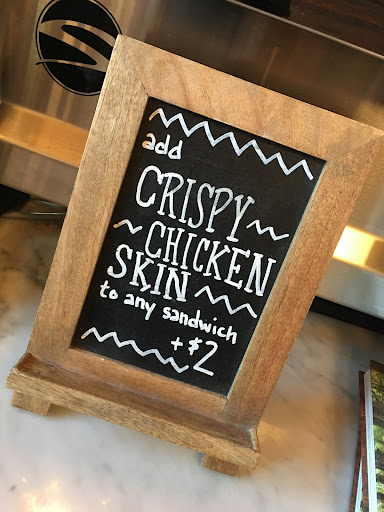 add
CRISPY
CHICKEN
SKIN
to any sandwich
+ $2